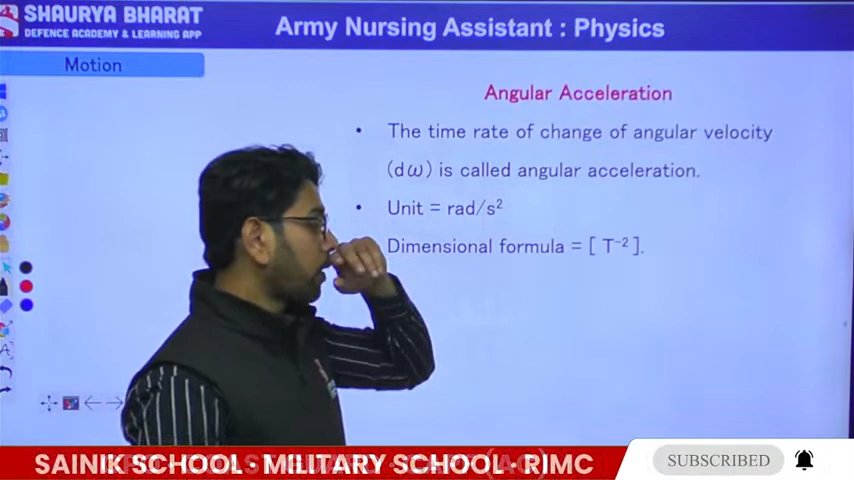 SHAURYA BHARAT
DEFENCE ACADEMY & LEARNING APP
Army Nursing Assistant : Physics
Motion
Angular Acceleration
• The time rate of change of angular velocity
(dω) is called angular acceleration.
• Unit = rad/s²
Dimensional formula = [ T⁻² ].
SAINIK SCHOOL · MILITARY SCHOOL · RIMC
SUBSCRIBED